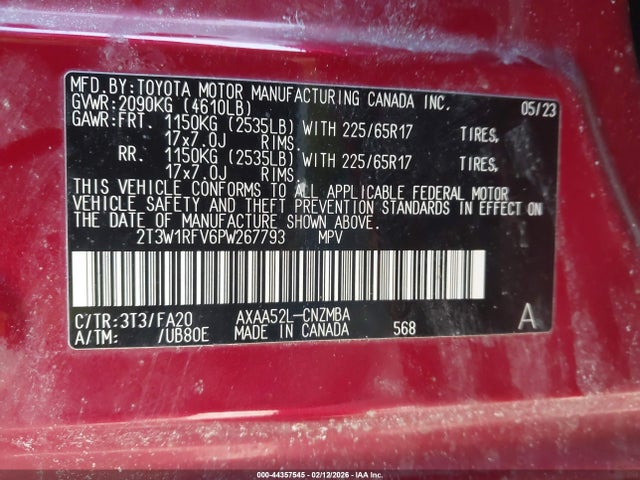 MFD.BY:TOYOTA MOTOR MANUFACTURING CANADA INC.
GVWR:2090KG (4610LB) 05/23
GAWR:FRT. 1150KG (2535LB) WITH 225/65R17 TIRES,
17x7.0J RIMS.
RR. 1150KG (2535LB) WITH 225/65R17 TIRES,
17x7.0J RIMS.
THIS VEHICLE CONFORMS TO ALL APPLICABLE FEDERAL MOTOR
VEHICLE SAFETY AND THEFT PREVENTION STANDARDS IN EFFECT ON
THE DATE OF MANUFACTURE SHOWN ABOVE.
2T3W1RFV6PW267793 MPV
C/TR:3T3/FA20 AXAA52L-CNZMBA A
A/TM: /UB80E MADE IN CANADA 568
000-44357545 - 02/12/2026 - IAA Inc.